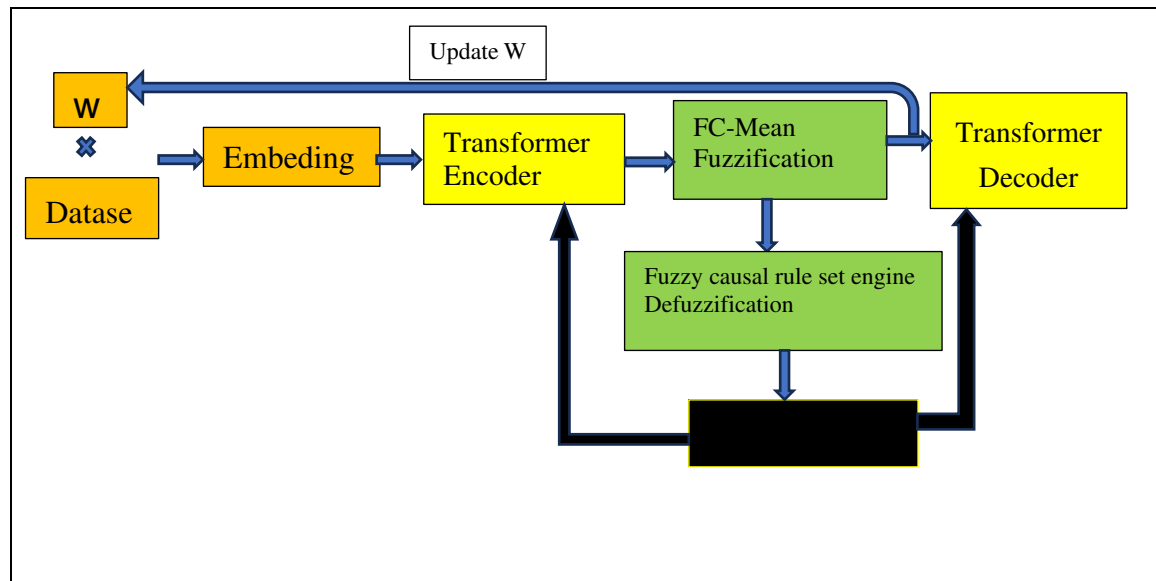 Update W
W
Embeding
Transformer
Encoder
FC-Mean
Fuzzification
Transformer
Decoder
Datase
Fuzzy causal rule set engine
Defuzzification